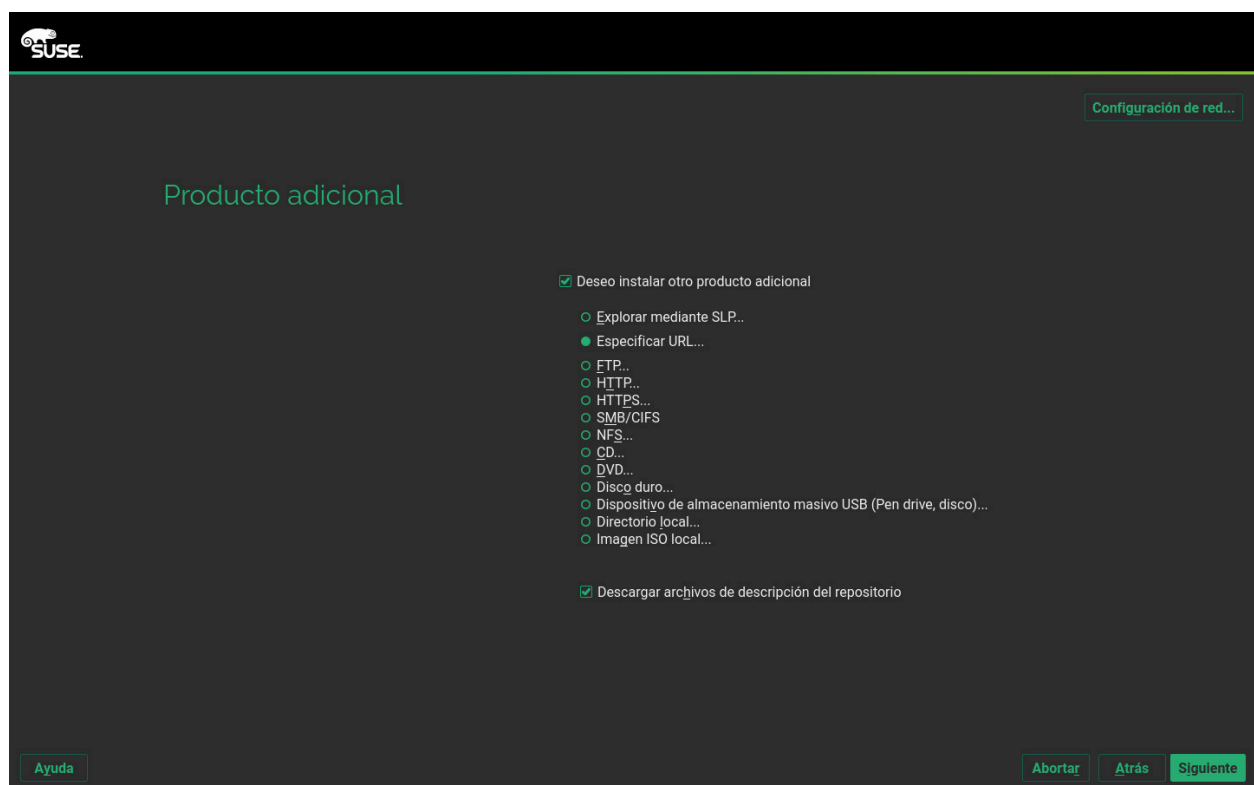 SUSE.
Configuración de red...
Producto adicional
Deseo instalar otro producto adicional
Explorar mediante SLP...
Especificar URL...
FTP...
HTTP...
HTTPS...
SMB/CIFS
NFS...
CD...
DVD...
Disco duro...
Dispositivo de almacenamiento masivo USB (Pen drive, disco)...
Directorio local...
Imagen ISO local...
Descargar archivos de descripción del repositorio
Ayuda
Abortar
Atrás
Siguiente